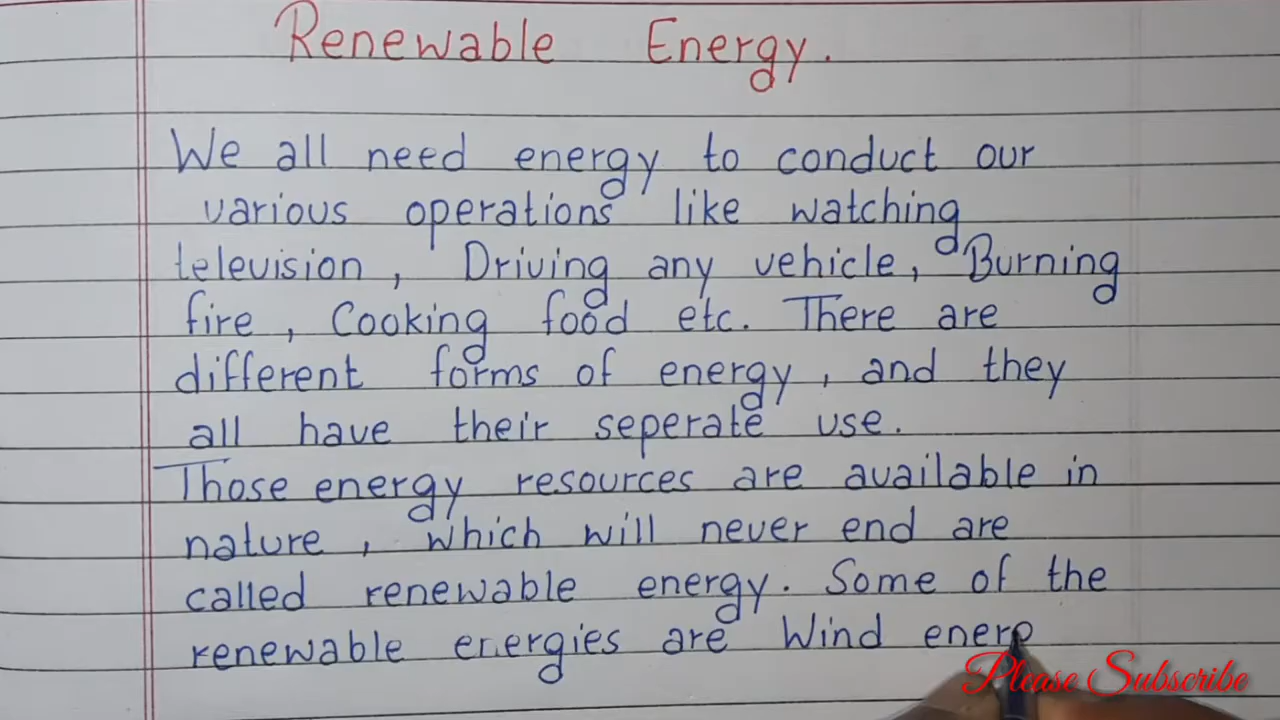 Renewable Energy.
We all need energy to conduct our
various operations like watching
television, Driving any vehicle, Burning
fire, Cooking food etc. There are
different forms of energy, and they
all have their seperate use.
Those energy resources are available in
nature, which will never end are
called renewable energy. Some of the
renewable energies are Wind
Please Subscribe